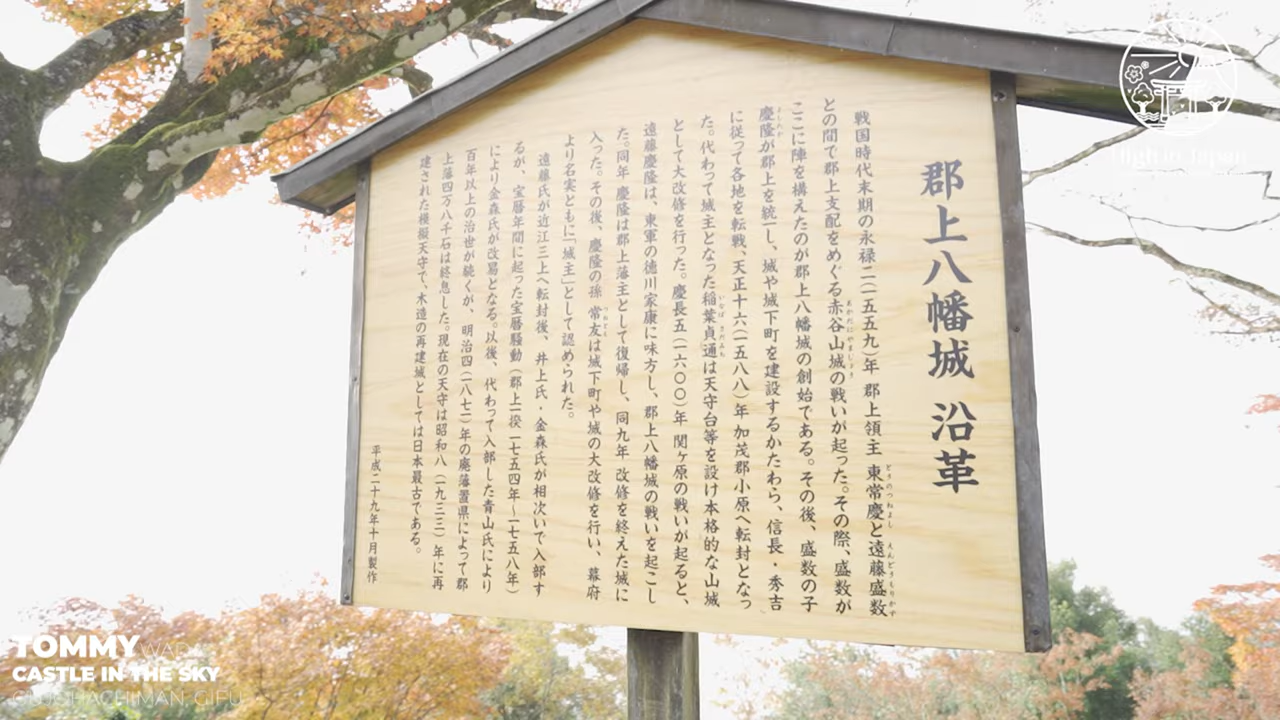 郡上八幡城 沿革
戦国時代末期の永禄二(一五五九)年 郡上領主 東常慶と遠藤盛数
との間で郡上支配をめぐる赤谷山城の戦いが起った。その際、盛数が
ここに陣を構えたのが郡上八幡城の創始である。その後、盛数の子
慶隆が郡上を統一し、城や城下町を建設するかたわら、信長・秀吉
に従って各地を転戦、天正十六(一五八八)年 加茂郡小原へ転封となっ
た。代わって城主となった稲葉貞通は天守台等を設け本格的な山城
として大改修を行った。慶長五(一六〇〇)年 関ヶ原の戦いが起ると、
遠藤慶隆は、東軍の徳川家康に味方し、郡上八幡城の戦いを起こし
た。同年 慶隆は郡上藩主として復帰し、同九年 改修を終えた城に
入った。その後、慶隆の孫 常友は城下町や城の大改修を行い、幕府
より名実ともに「城主」として認められた。
遠藤氏が近江三上へ転封後、井上氏・金森氏が相次いで入部す
るが、宝暦年間に起った宝暦騒動(郡上一揆 一七五四年〜一七五八年)
により金森氏が改易となる。以後、代わって入部した青山氏により
百年以上の治世が続くが、明治四(一八七一)年の廃藩置県によって郡
上藩四万八千石は終息した。現在の天守は昭和八(一九三三)年に再
建された模擬天守で、木造の再建城としては日本最古である。
平成二十九年十月製作
TOMMY WADA
CASTLE IN THE SKY
GUJO HACHIMAN, GIFU